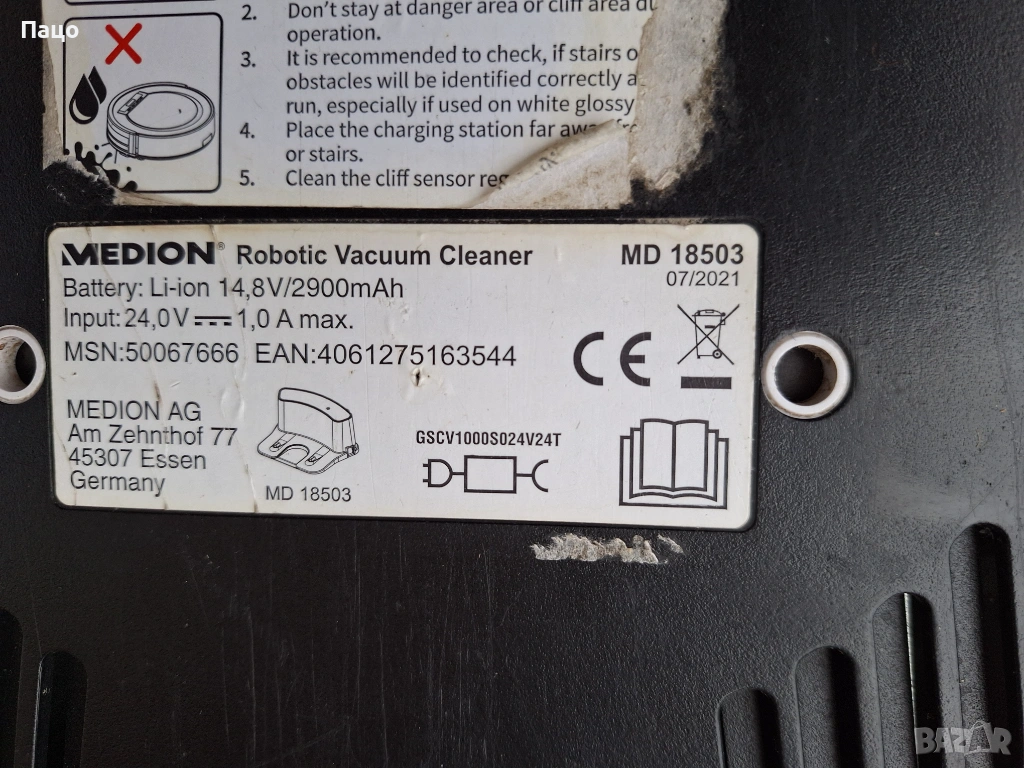 Пацо
2. Don't stay at danger area or cliff area
operation.
3. It is recommended to check, if stairs
obstacles will be identified correctly
run, especially if used on white glossy
4. Place the charging station far
or stairs.
5. Clean the cliff sensor
MEDION® Robotic Vacuum Cleaner MD 18503
07/2021
Battery: Li-ion 14,8V/2900mAh
Input: 24,0V 1,0 A max.
MSN:50067666 EAN:4061275163544
CE
MEDION AG
Am Zehnthof 77
45307 Essen
Germany
MD 18503
GSCV1000S024V24T
BAZAR